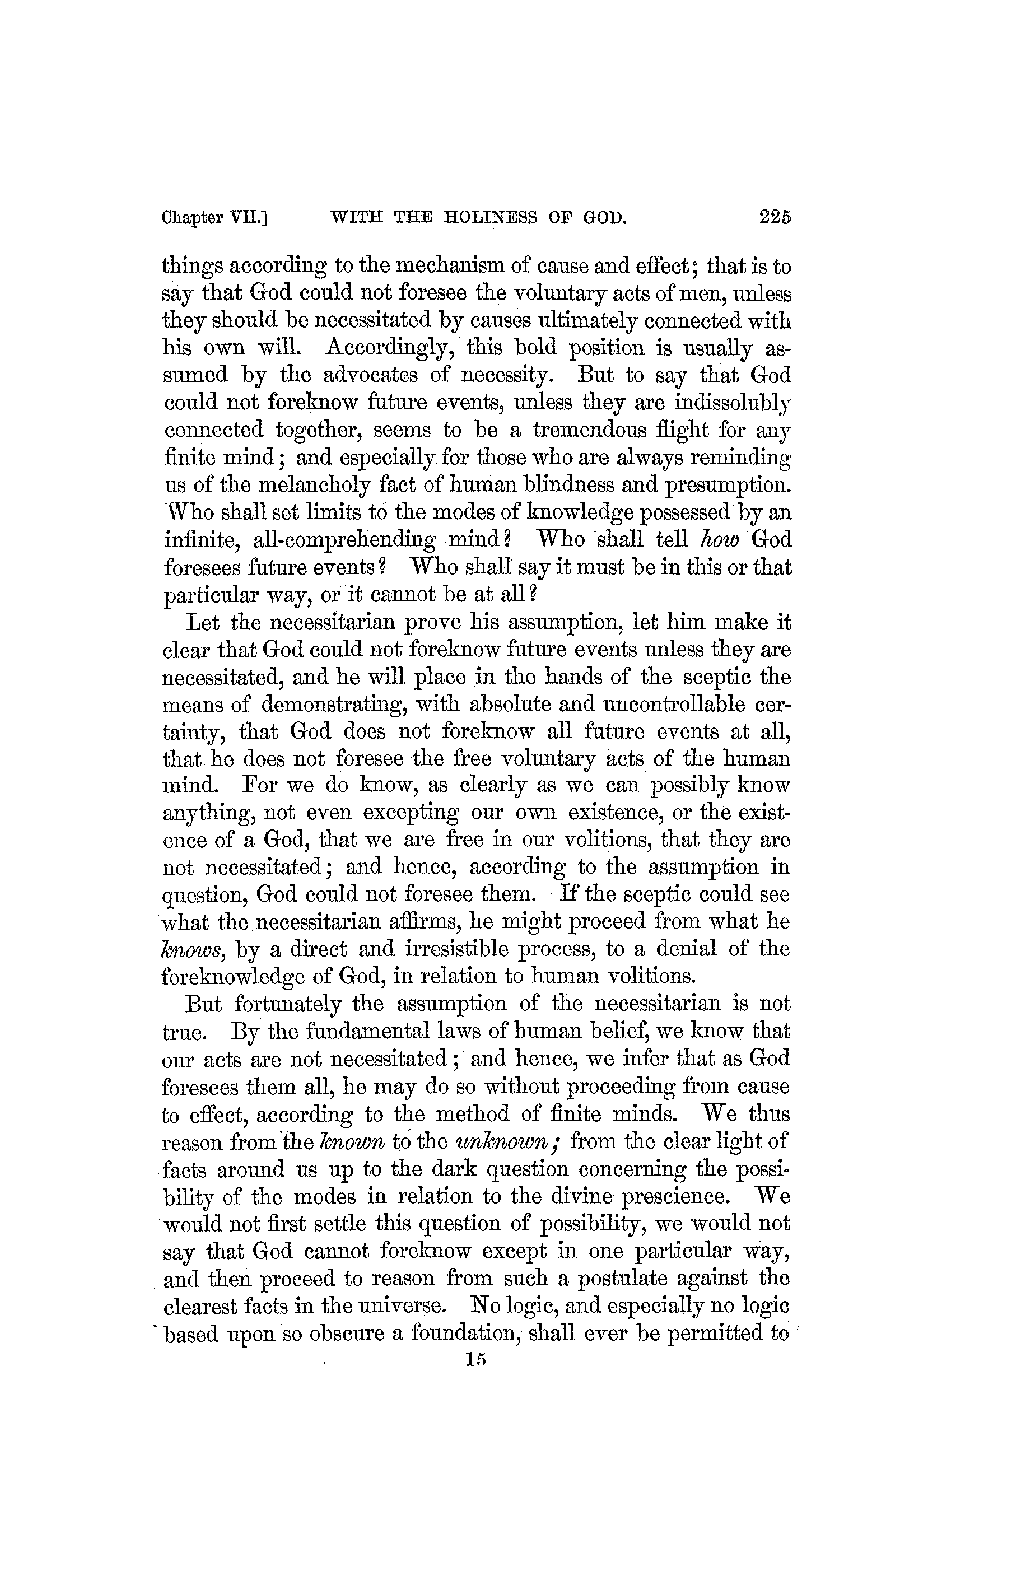 Chapter VII.] WITH THE HOLINESS OF GOD. 225
things according to the mechanism of cause and effect; that is to
say that God could not foresee the voluntary acts of men, unless
they should be necessitated by causes ultimately connected with
his own will. Accordingly, this bold position is usually as-
sumed by the advocates of necessity. But to say that God
could not foreknow future events, unless they are indissolubly
connected together, seems to be a tremendous flight for any
finite mind; and especially for those who are always reminding
us of the melancholy fact of human blindness and presumption.
Who shall set limits to the modes of knowledge possessed by an
infinite, all-comprehending mind? Who shall tell how God
foresees future events? Who shall say it must be in this or that
particular way, or it cannot be at all?
Let the necessitarian prove his assumption, let him make it
clear that God could not foreknow future events unless they are
necessitated, and he will place in the hands of the sceptic the
means of demonstrating, with absolute and uncontrollable cer-
tainty, that God does not foreknow all future events at all,
that he does not foresee the free voluntary acts of the human
mind. For we do know, as clearly as we can possibly know
anything, not even excepting our own existence, or the exist-
ence of a God, that we are free in our volitions, that they are
not necessitated; and hence, according to the assumption in
question, God could not foresee them. If the sceptic could see
what the necessitarian affirms, he might proceed from what he
knows, by a direct and irresistible process, to a denial of the
foreknowledge of God, in relation to human volitions.
But fortunately the assumption of the necessitarian is not
true. By the fundamental laws of human belief, we know that
our acts are not necessitated; and hence, we infer that as God
foresees them all, he may do so without proceeding from cause
to effect, according to the method of finite minds. We thus
reason from the known to the unknown; from the clear light of
facts around us up to the dark question concerning the possi-
bility of the modes in relation to the divine prescience. We
would not first settle this question of possibility, we would not
say that God cannot foreknow except in one particular way,
and then proceed to reason from such a postulate against the
clearest facts in the universe. No logic, and especially no logic
based upon so obscure a foundation, shall ever be permitted to
15